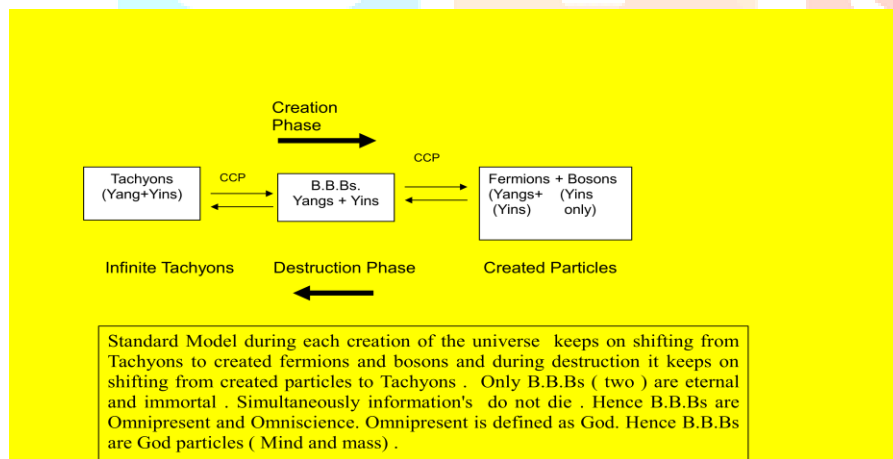 Creation
Phase
CCP
CCP
Tachyons
(Yang+Yins)
B.B.Bs.
Yangs + Yins
Fermions + Bosons
(Yangs+ (Yins
(Yins) only)
Infinite Tachyons
Destruction Phase
Created Particles
Standard Model during each creation of the universe keeps on shifting from
Tachyons to created fermions and bosons and during destruction it keeps on
shifting from created particles to Tachyons . Only B.B.Bs ( two ) are eternal
and immortal . Simultaneously information's do not die . Hence B.B.Bs are
Omnipresent and Omniscience. Omnipresent is defined as God. Hence B.B.Bs
are God particles ( Mind and mass) .